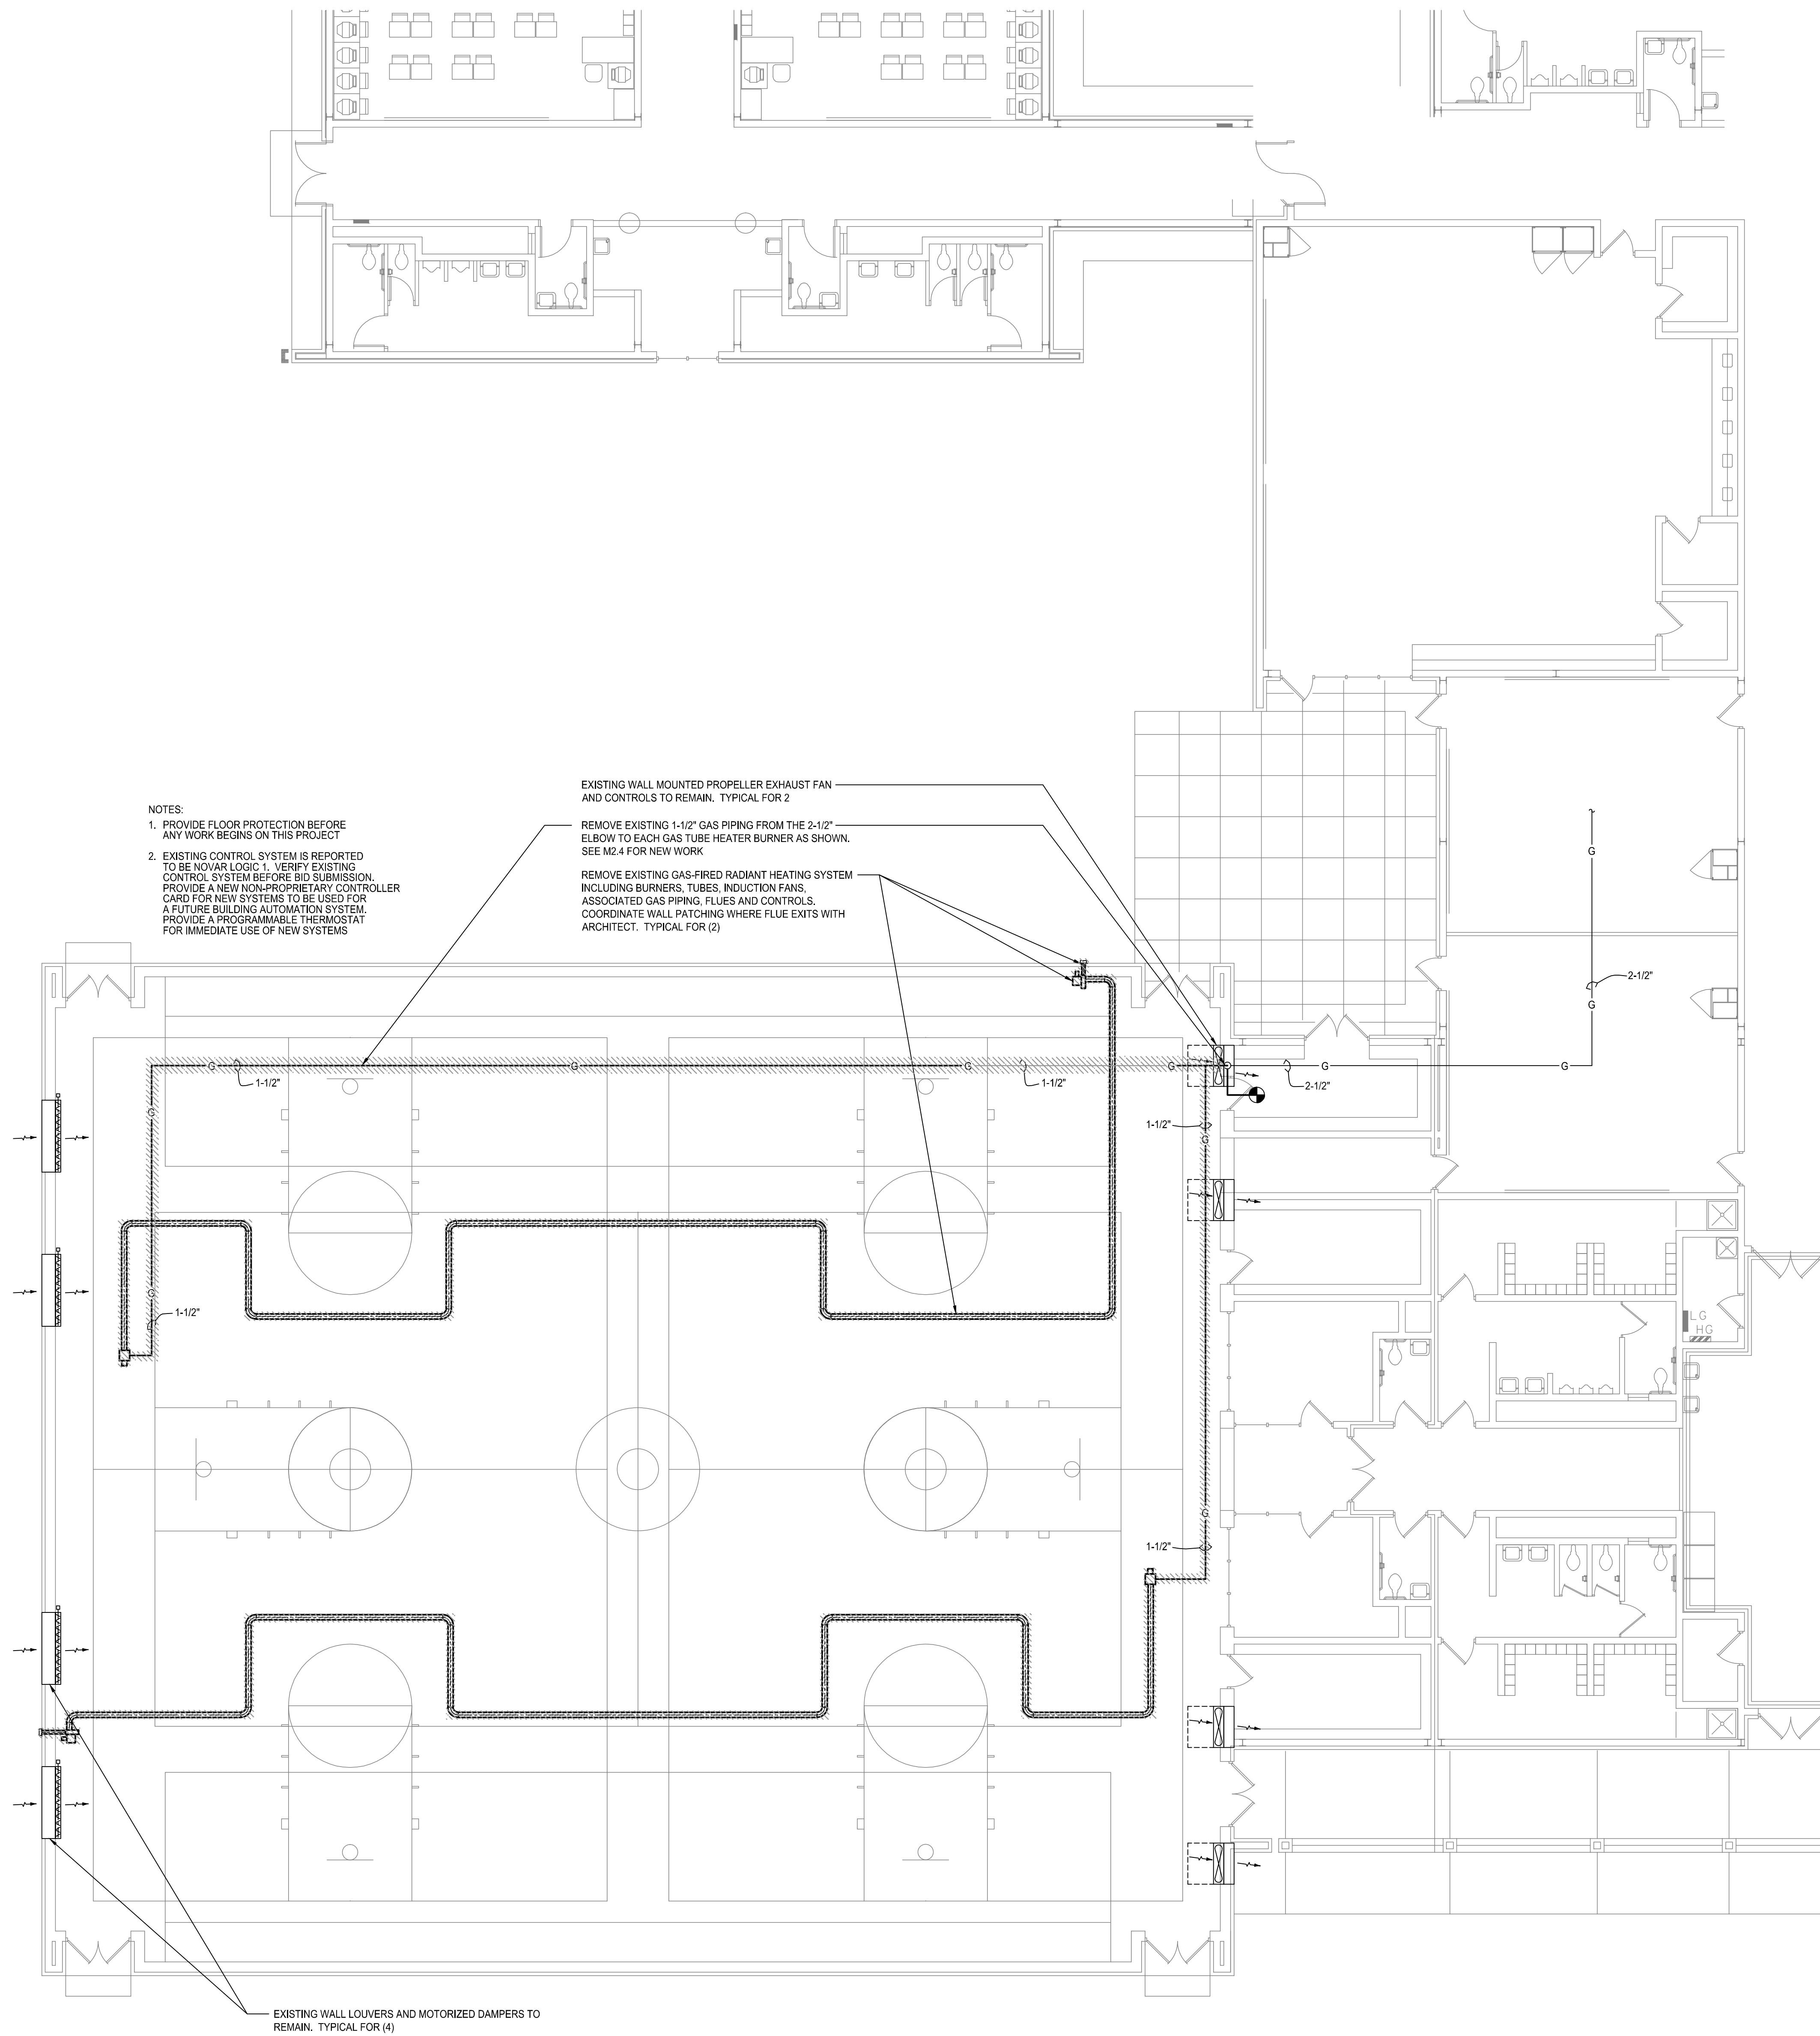 EXISTING WALL MOUNTED PROPELLER EXHAUST FAN
AND CONTROLS TO REMAIN. TYPICAL FOR 2
NOTES:
1. PROVIDE FLOOR PROTECTION BEFORE
ANY WORK BEGINS ON THIS PROJECT
2. EXISTING CONTROL SYSTEM IS REPORTED
TO BE NOVAR LOGIC 1. VERIFY EXISTING
CONTROL SYSTEM BEFORE BID SUBMISSION.
PROVIDE A NEW NON-PROPRIETARY CONTROLLER
CARD FOR NEW SYSTEMS TO BE USED FOR
A FUTURE BUILDING AUTOMATION SYSTEM.
PROVIDE A PROGRAMMABLE THERMOSTAT
FOR IMMEDIATE USE OF NEW SYSTEMS
REMOVE EXISTING 1-1/2" GAS PIPING FROM THE 2-1/2"
ELBOW TO EACH GAS TUBE HEATER BURNER AS SHOWN.
SEE M2.4 FOR NEW WORK
REMOVE EXISTING GAS-FIRED RADIANT HEATING SYSTEM
INCLUDING BURNERS, TUBES, INDUCTION FANS,
ASSOCIATED GAS PIPING, FLUES AND CONTROLS.
COORDINATE WALL PATCHING WHERE FLUE EXITS WITH
ARCHITECT. TYPICAL FOR (2)
G
2-1/2"
G
G
G
G
G
G
G
1-1/2"
1-1/2"
2-1/2"
G
1-1/2"
G
G
1-1/2"
LG
HG
G
1-1/2"
EXISTING WALL LOUVERS AND MOTORIZED DAMPERS TO
REMAIN. TYPICAL FOR (4)